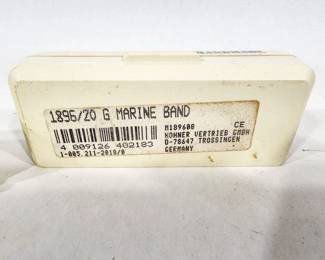 1896/20 G MARINE BAND
M189608 CE
HOHNER VERTRIEB GMBH
D-78647 TROSSINGEN
GERMANY
4 009126 402183
1-005.211-2018/0